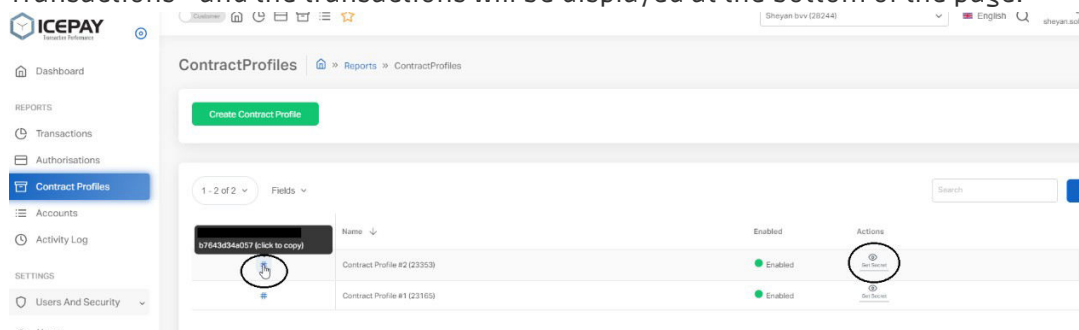 Transactions" and the transactions will be displayed at the bottom of the page.
ICEPAY
Transaction Performance
Customer
Sheyan bvv (28244)
English
Dashboard
ContractProfiles
» Reports » ContractProfiles
REPORTS
Create Contract Profile
Transactions
Authorisations
Contract Profiles
1 - 2 of 2
Fields
Search
Accounts
Activity Log
Name
Enabled
Actions
b7643d34a057 (click to copy)
Contract Profile #2 (23353)
Enabled
Get Secret
SETTINGS
#
Contract Profile #1 (23165)
Enabled
Get Secret
Users And Security